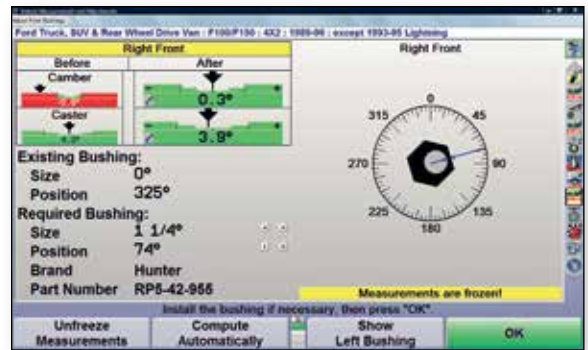 Ford Truck, SUV & Rear Wheel Drive Van : F100/F150 : 4X2 : 1989-96 : except 1993-95 Lightning
Right Front
Before After
Camber
0.3°
Caster
3.9°
Existing Bushing:
Size 0°
Position 325°
Required Bushing:
Size 1 1/4°
Position 74°
Brand Hunter
Part Number RP5-42-955
Right Front
0
315 45
270 90
225 135
180
Measurements are frozen!
Install the bushing if necessary, then press "OK".
Unfreeze Measurements
Compute Automatically
Show Left Bushing
OK